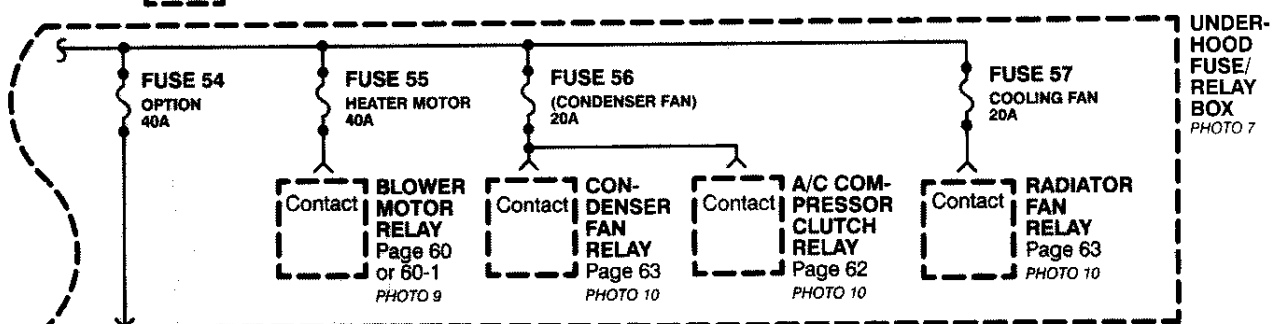 UNDER-
HOOD
FUSE/
RELAY
BOX
PHOTO 7
FUSE 54
OPTION
40A
FUSE 55
HEATER MOTOR
40A
FUSE 56
(CONDENSER FAN)
20A
FUSE 57
COOLING FAN
20A
Contact
BLOWER
MOTOR
RELAY
Page 60
or 60-1
PHOTO 9
Contact
CON-
DENSER
FAN
RELAY
Page 63
PHOTO 10
Contact
A/C COM-
PRESSOR
CLUTCH
RELAY
Page 62
PHOTO 10
Contact
RADIATOR
FAN
RELAY
Page 63
PHOTO 10